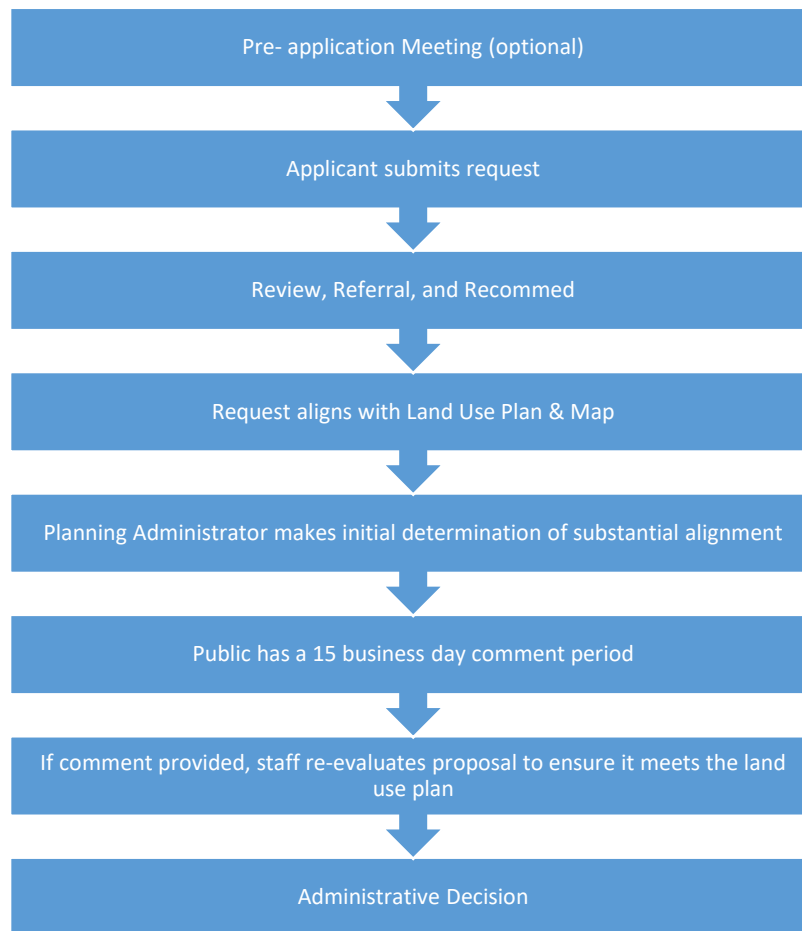 Pre- application Meeting (optional)
Applicant submits request
Review, Referral, and Recommed
Request aligns with Land Use Plan & Map
Planning Administrator makes initial determination of substantial alignment
Public has a 15 business day comment period
If comment provided, staff re-evaluates proposal to ensure it meets the land
use plan
Administrative Decision